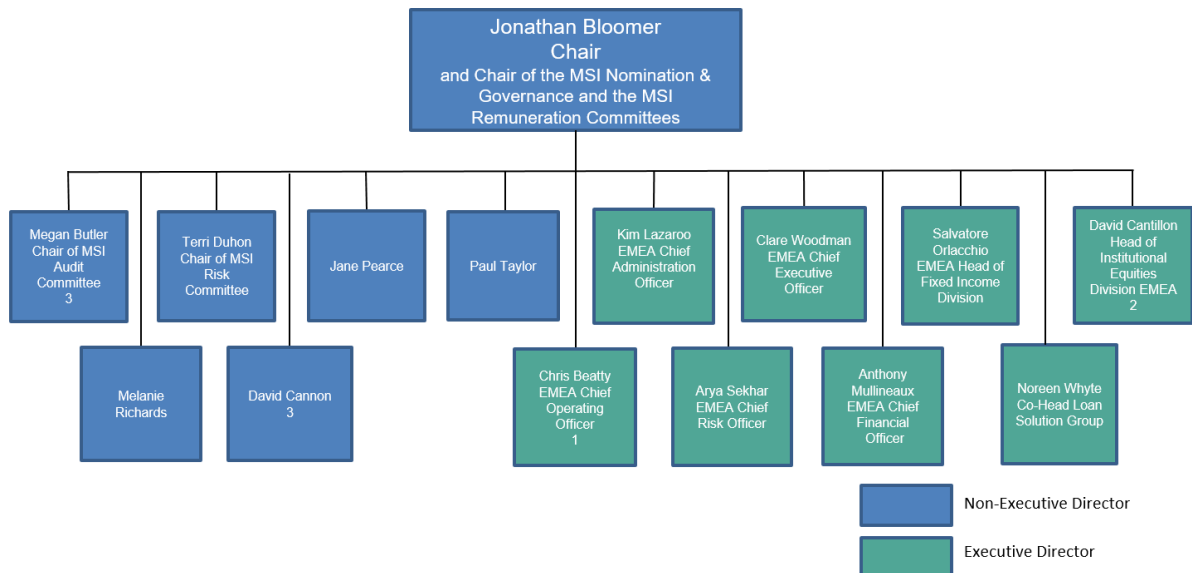 Jonathan Bloomer
Chair
and Chair of the MSI Nomination &
Governance and the MSI
Remuneration Committees
Megan Butler
Chair of MSI
Audit
Committee
3
Terri Duhon
Chair of MSI
Risk
Committee
Jane Pearce
Paul Taylor
Kim Lazaroo
EMEA Chief
Administration
Officer
Clare Woodman
EMEA Chief
Executive
Officer
Salvatore
Orlacchio
EMEA Head of
Fixed Income
Division
David Cantillon
Head of
Institutional
Equities
Division EMEA
2
Melanie
Richards
David Cannon
3
Chris Beatty
EMEA Chief
Operating
Officer
1
Arya Sekhar
EMEA Chief
Risk Officer
Anthony
Mullineaux
EMEA Chief
Financial
Officer
Noreen Whyte
Co-Head Loan
Solution Group
Non-Executive Director
Executive Director